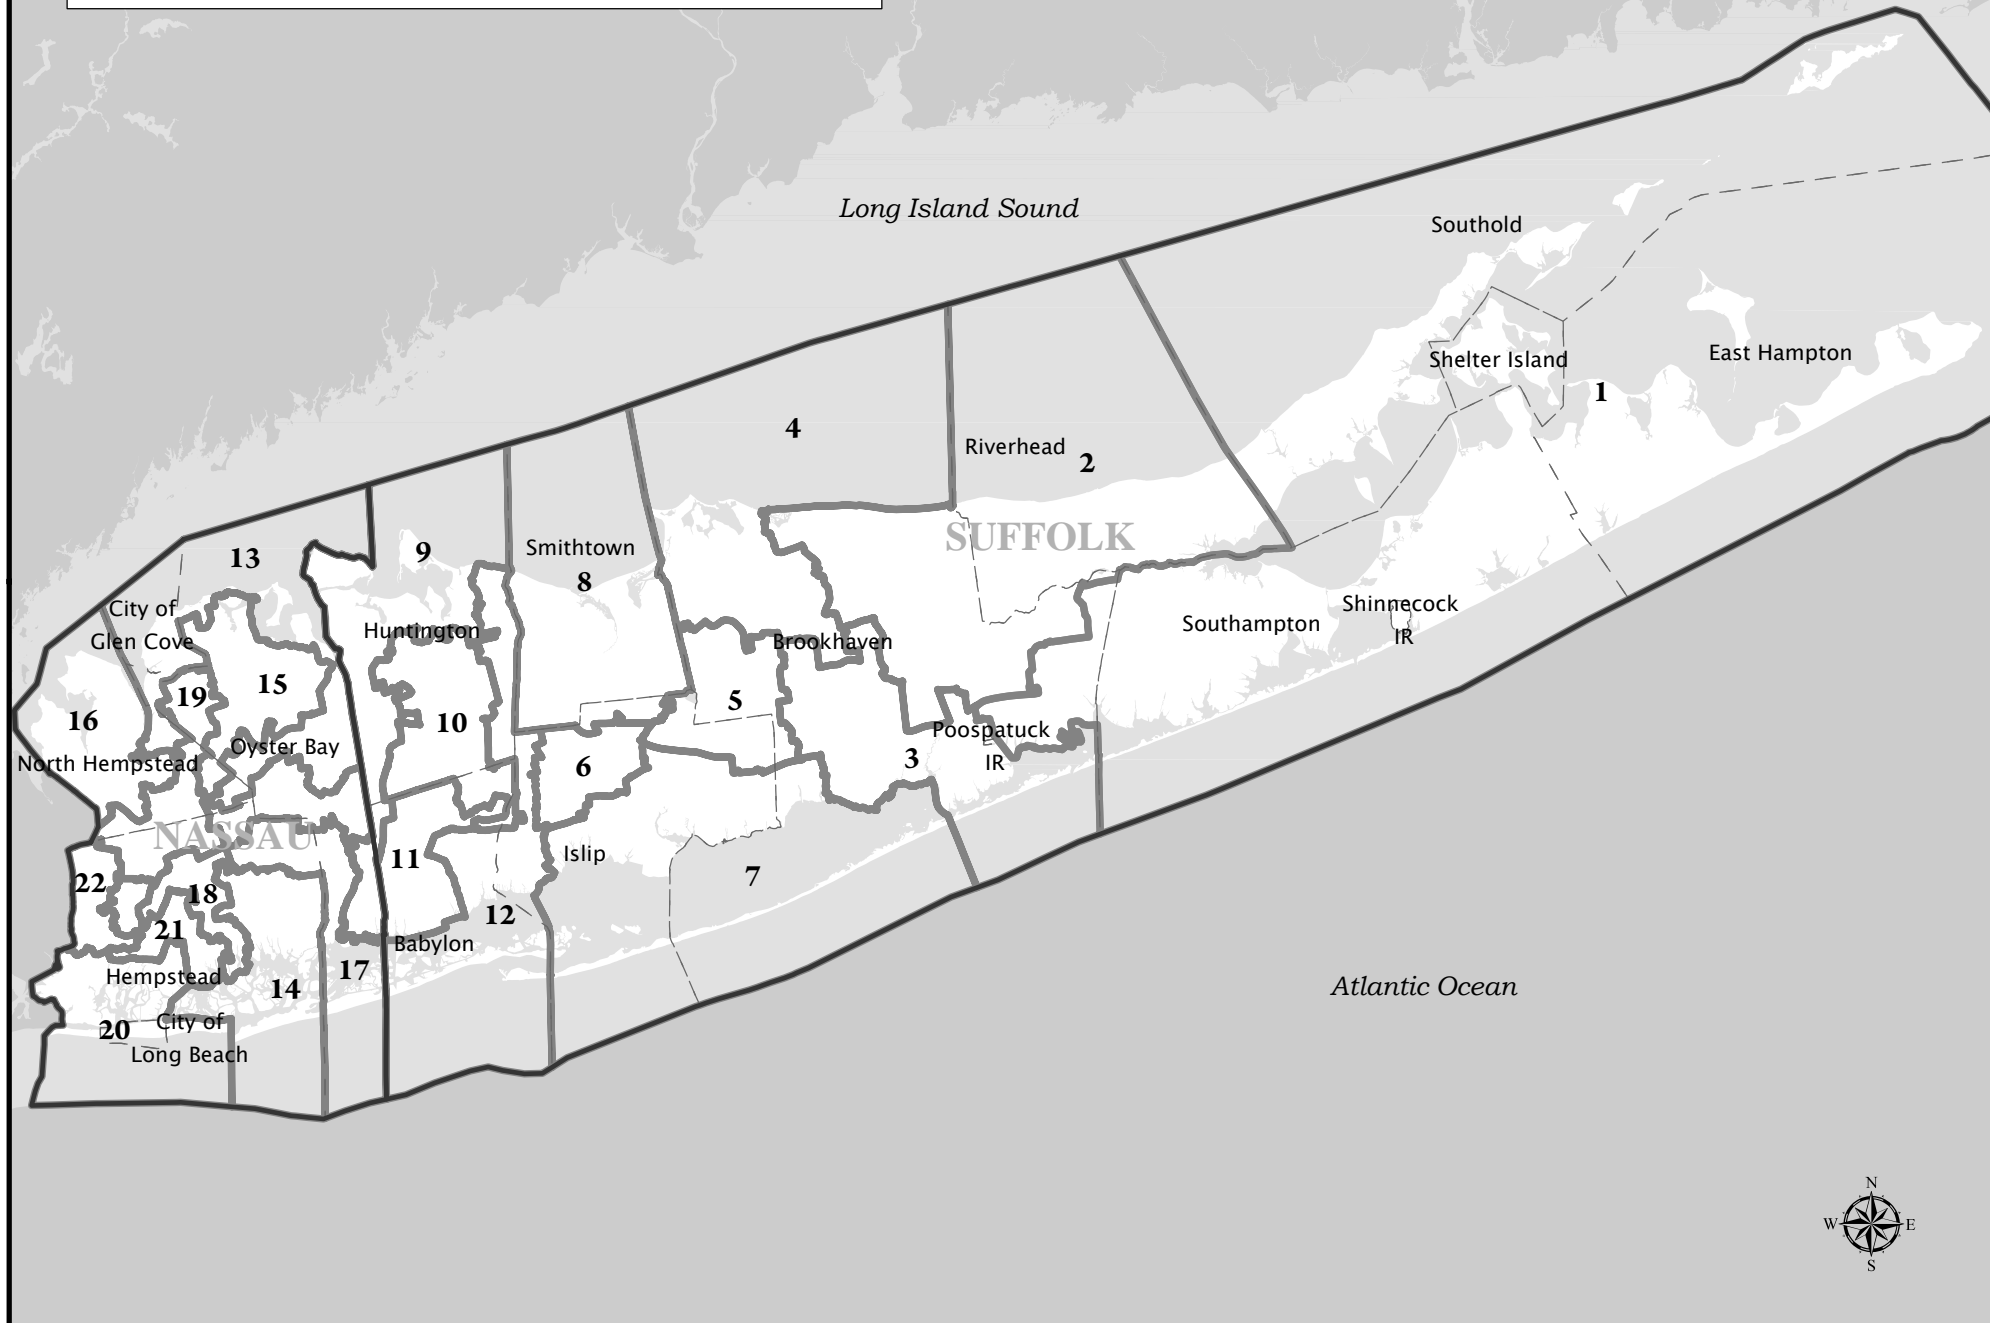 Long Island Sound
Southold
Shelter Island
East Hampton
1
4
Riverhead
2
SUFFOLK
13
9
Smithtown
8
City of
Glen Cove
Huntington
Brookhaven
Southampton
Shinnecock
IR
19
15
16
10
5
Oyster Bay
North Hempstead
6
3
Poospatuck
IR
NASSAU
11
Islip
7
22
18
12
21
Babylon
Hempstead
17
14
Atlantic Ocean
20
City of
Long Beach
N
W
E
S